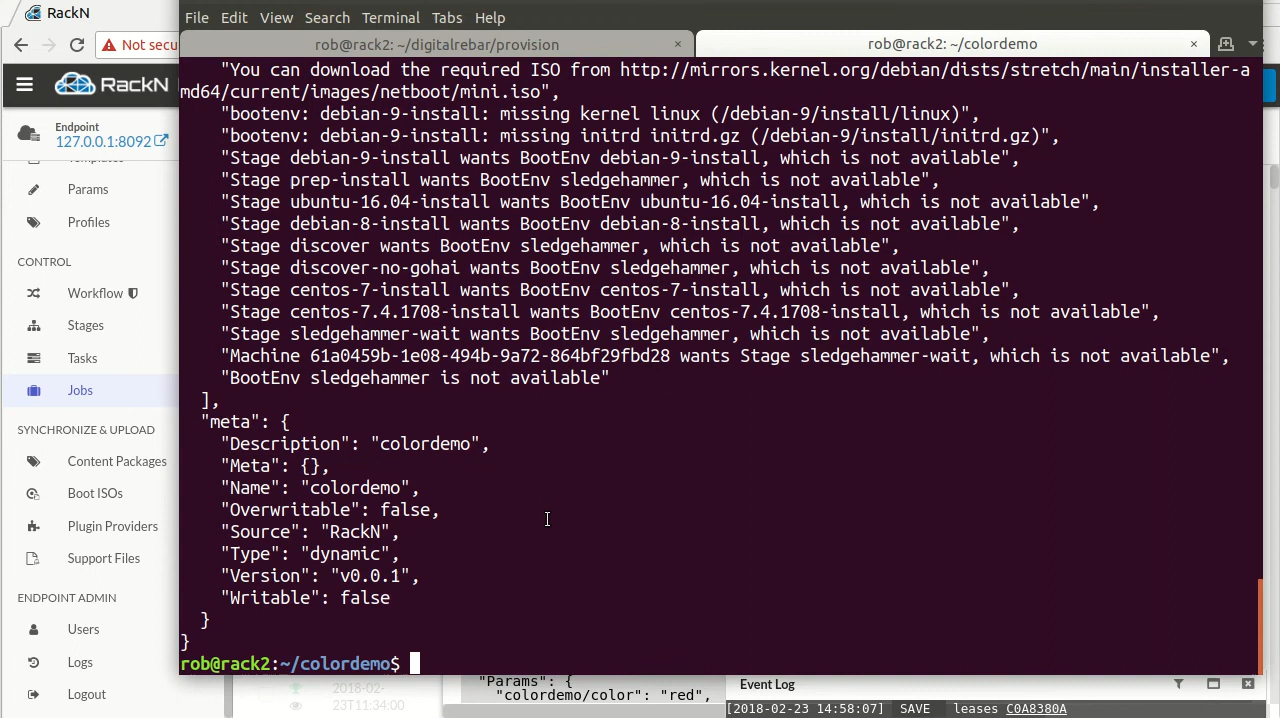 RackN
File Edit View Search Terminal Tabs Help
rob@rack2: ~/digitalrebar/provision ×
rob@rack2: ~/colordemo ×
Not secu
RackN
Endpoint
127.0.0.1:8092
Params
Profiles
CONTROL
Workflow
Stages
Tasks
Jobs
SYNCHRONIZE & UPLOAD
Content Packages
Boot ISOs
Plugin Providers
Support Files
ENDPOINT ADMIN
Users
Logs
Logout
"You can download the required ISO from http://mirrors.kernel.org/debian/dists/stretch/main/installer-a
md64/current/images/netboot/mini.iso",
"bootenv: debian-9-install: missing kernel linux (/debian-9/install/linux)",
"bootenv: debian-9-install: missing initrd initrd.gz (/debian-9/install/initrd.gz)",
"Stage debian-9-install wants BootEnv debian-9-install, which is not available",
"Stage prep-install wants BootEnv sledgehammer, which is not available",
"Stage ubuntu-16.04-install wants BootEnv ubuntu-16.04-install, which is not available",
"Stage debian-8-install wants BootEnv debian-8-install, which is not available",
"Stage discover wants BootEnv sledgehammer, which is not available",
"Stage discover-no-gohai wants BootEnv sledgehammer, which is not available",
"Stage centos-7-install wants BootEnv centos-7-install, which is not available",
"Stage centos-7.4.1708-install wants BootEnv centos-7.4.1708-install, which is not available",
"Stage sledgehammer-wait wants BootEnv sledgehammer, which is not available",
"Machine 61a0459b-1e08-494b-9a72-864bf29fbd28 wants Stage sledgehammer-wait, which is not available",
"BootEnv sledgehammer is not available"
],
"meta": {
"Description": "colordemo",
"Meta": {},
"Name": "colordemo",
"Overwritable": false,
"Source": "RackN",
"Type": "dynamic",
"Version": "v0.0.1",
"Writable": false
}
}
rob@rack2:~/colordemo$
2018-02-
23T11:34:00
"Params": {
"colordemo/color": "red",
Event Log
[2018-02-23 14:58:07] SAVE leases C0A8380A